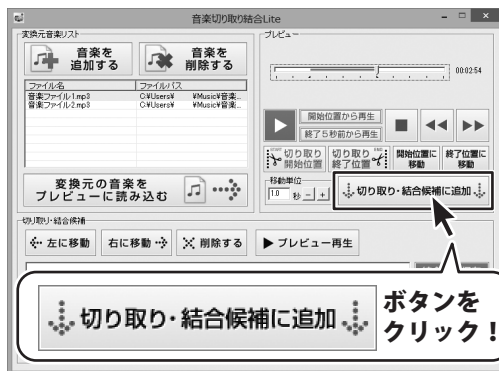 音楽切り取り結合Lite
変換元音楽リスト
音楽を
追加する
音楽を
削除する
ファイル名 ファイルパス
音楽ファイル1.mp3 C:¥Users¥ ¥Music¥音楽...
音楽ファイル2.mp3 C:¥Users¥ ¥Music¥音楽...
変換元の音楽を
プレビューに読み込む
プレビュー
00:02:54
開始位置から再生
終了5秒前から再生
切り取り
開始位置
切り取り
終了位置
開始位置に
移動
終了位置に
移動
移動単位
1.0 秒 - +
切り取り・結合候補に追加
切り取り・結合候補
左に移動 右に移動 削除する プレビュー再生
切り取り・結合候補に追加
ボタンを
クリック!